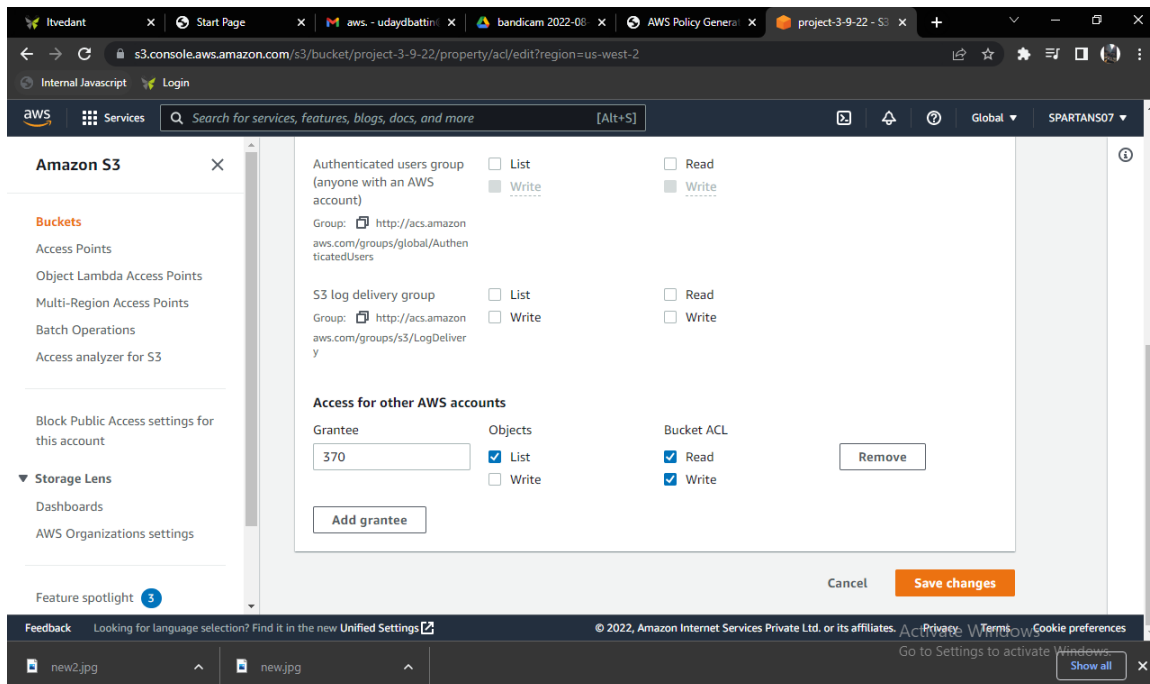 Itvedant
Start Page
aws. - udaydbattin
bandicam 2022-08
AWS Policy Genera
project-3-9-22 - S3
s3.console.aws.amazon.com/s3/bucket/project-3-9-22/property/acl/edit?region=us-west-2
Internal Javascript
Login
aws
Services
Search for services, features, blogs, docs, and more
[Alt+S]
Global
SPARTANS07
Amazon S3
Buckets
Access Points
Object Lambda Access Points
Multi-Region Access Points
Batch Operations
Access analyzer for S3
Block Public Access settings for
this account
Storage Lens
Dashboards
AWS Organizations settings
Feature spotlight 3
Authenticated users group
(anyone with an AWS
account)
Group: http://acs.amazon
aws.com/groups/global/Authen
ticatedUsers
List
Write
Read
Write
S3 log delivery group
Group: http://acs.amazon
aws.com/groups/s3/LogDeliver
y
List
Write
Read
Write
Access for other AWS accounts
Grantee
Objects
Bucket ACL
370
List
Write
Read
Write
Remove
Add grantee
Cancel
Save changes
Feedback
Looking for language selection? Find it in the new Unified Settings
© 2022, Amazon Internet Services Private Ltd. or its affiliates.
Privacy
Terms
Cookie preferences
Activate Windows
Go to Settings to activate Windows.
new2.jpg
new.jpg
Show all